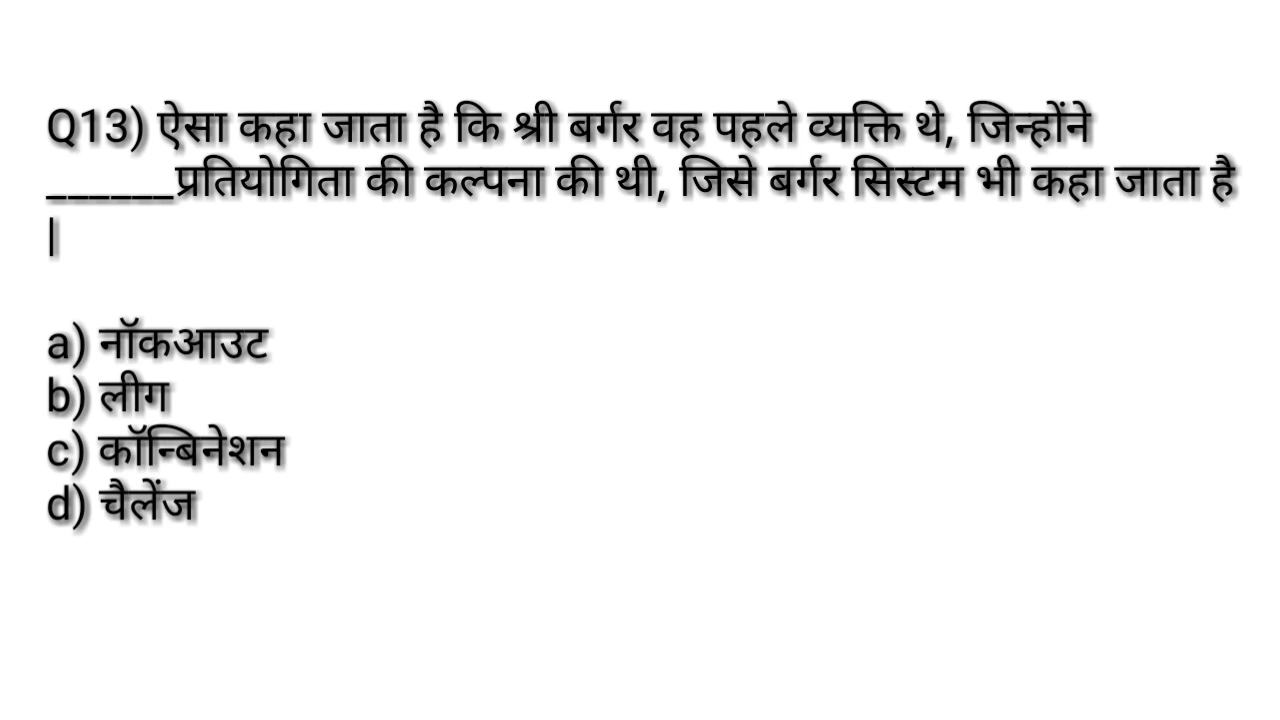 Q13) ऐसा कहा जाता है कि श्री बर्गर वह पहले व्यक्ति थे, जिन्होंने
______प्रतियोगिता की कल्पना की थी, जिसे बर्गर सिस्टम भी कहा जाता है
|
a) नॉकआउट
b) लीग
c) कॉम्बिनेशन
d) चैलेंज